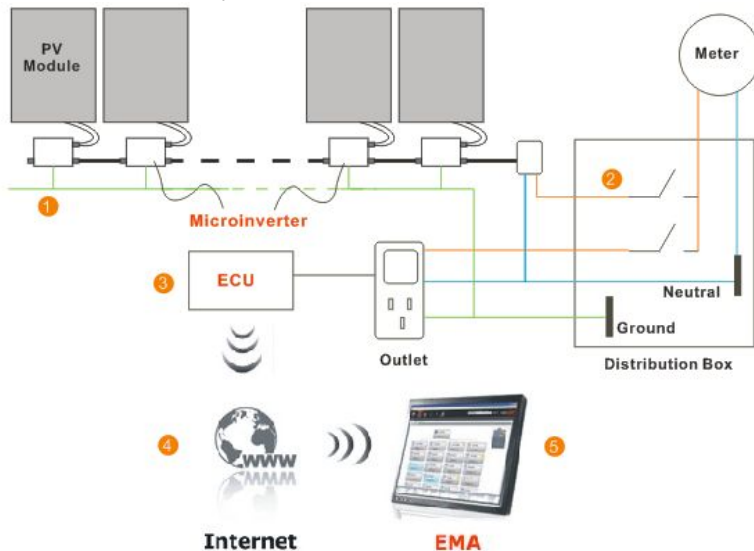 PV
Module
Meter
2
1
Microinverter
3
ECU
Neutral
Ground
Outlet
Distribution Box
4
www
5
Internet
EMA